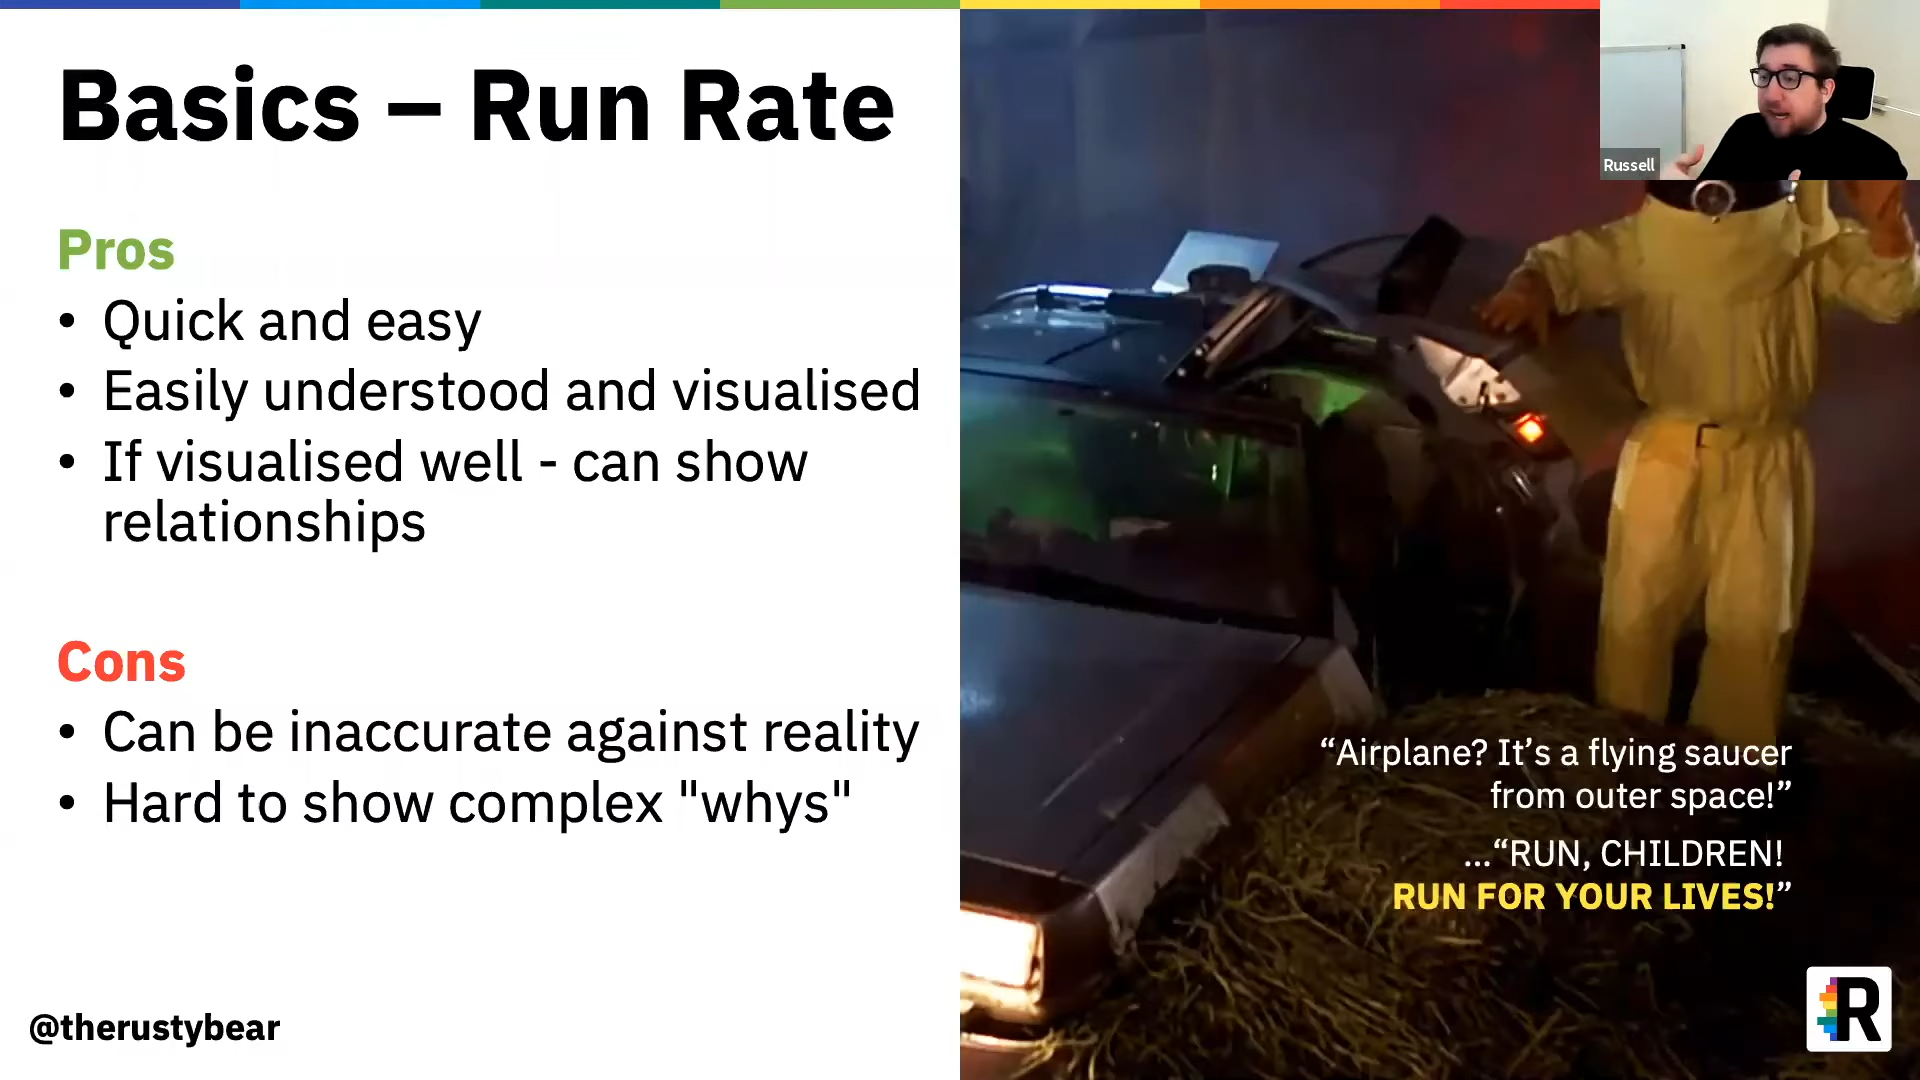 Basics – Run Rate
Pros
• Quick and easy
• Easily understood and visualised
• If visualised well - can show
relationships
Cons
• Can be inaccurate against reality
• Hard to show complex "whys"
@therustybear
Russell
“Airplane? It’s a flying saucer
from outer space!”
...“RUN, CHILDREN!
RUN FOR YOUR LIVES!”
R